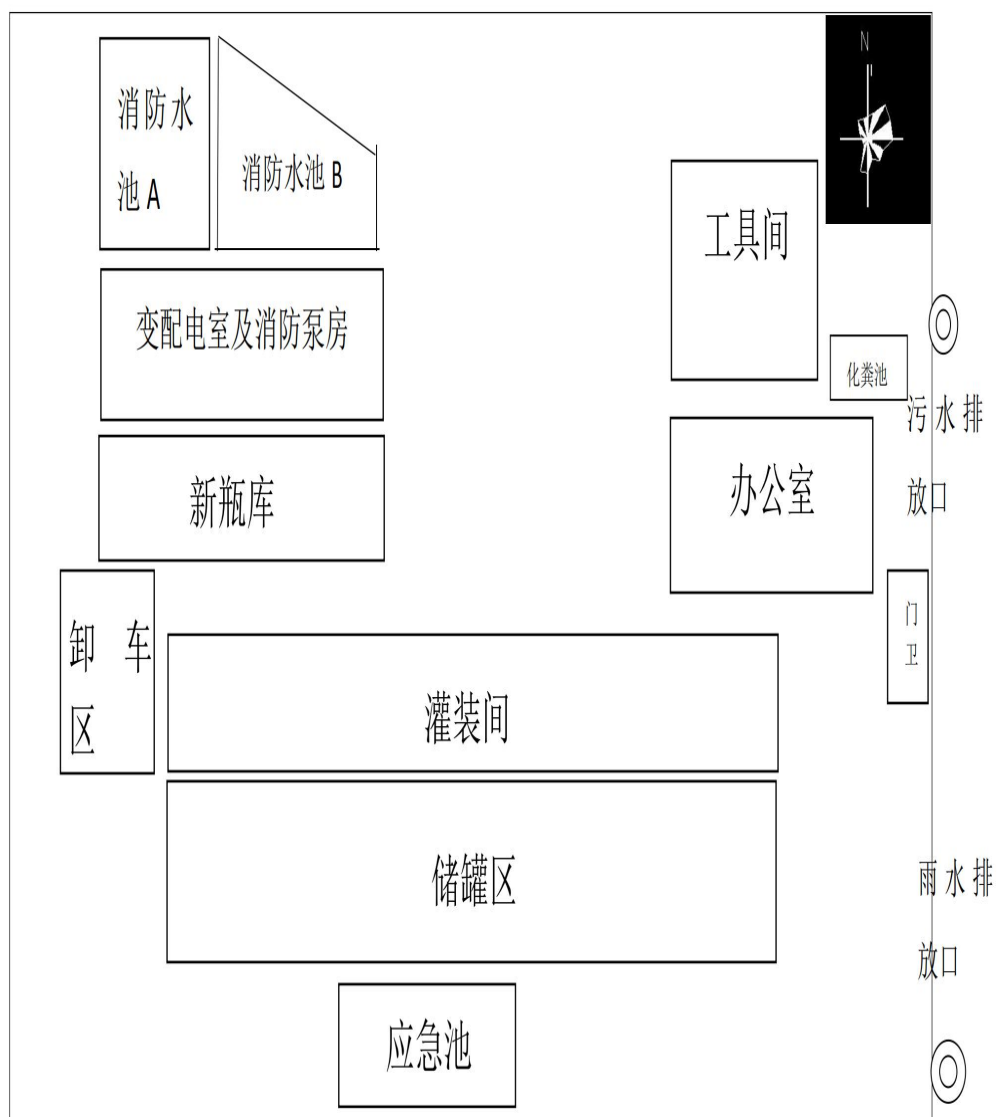 N
消防水
池 A
消防水池 B
工具间
变配电室及消防泵房
化粪池
污水排
放口
新瓶库
办公室
卸 车
区
门
卫
灌装间
储罐区
雨水排
放口
应急池